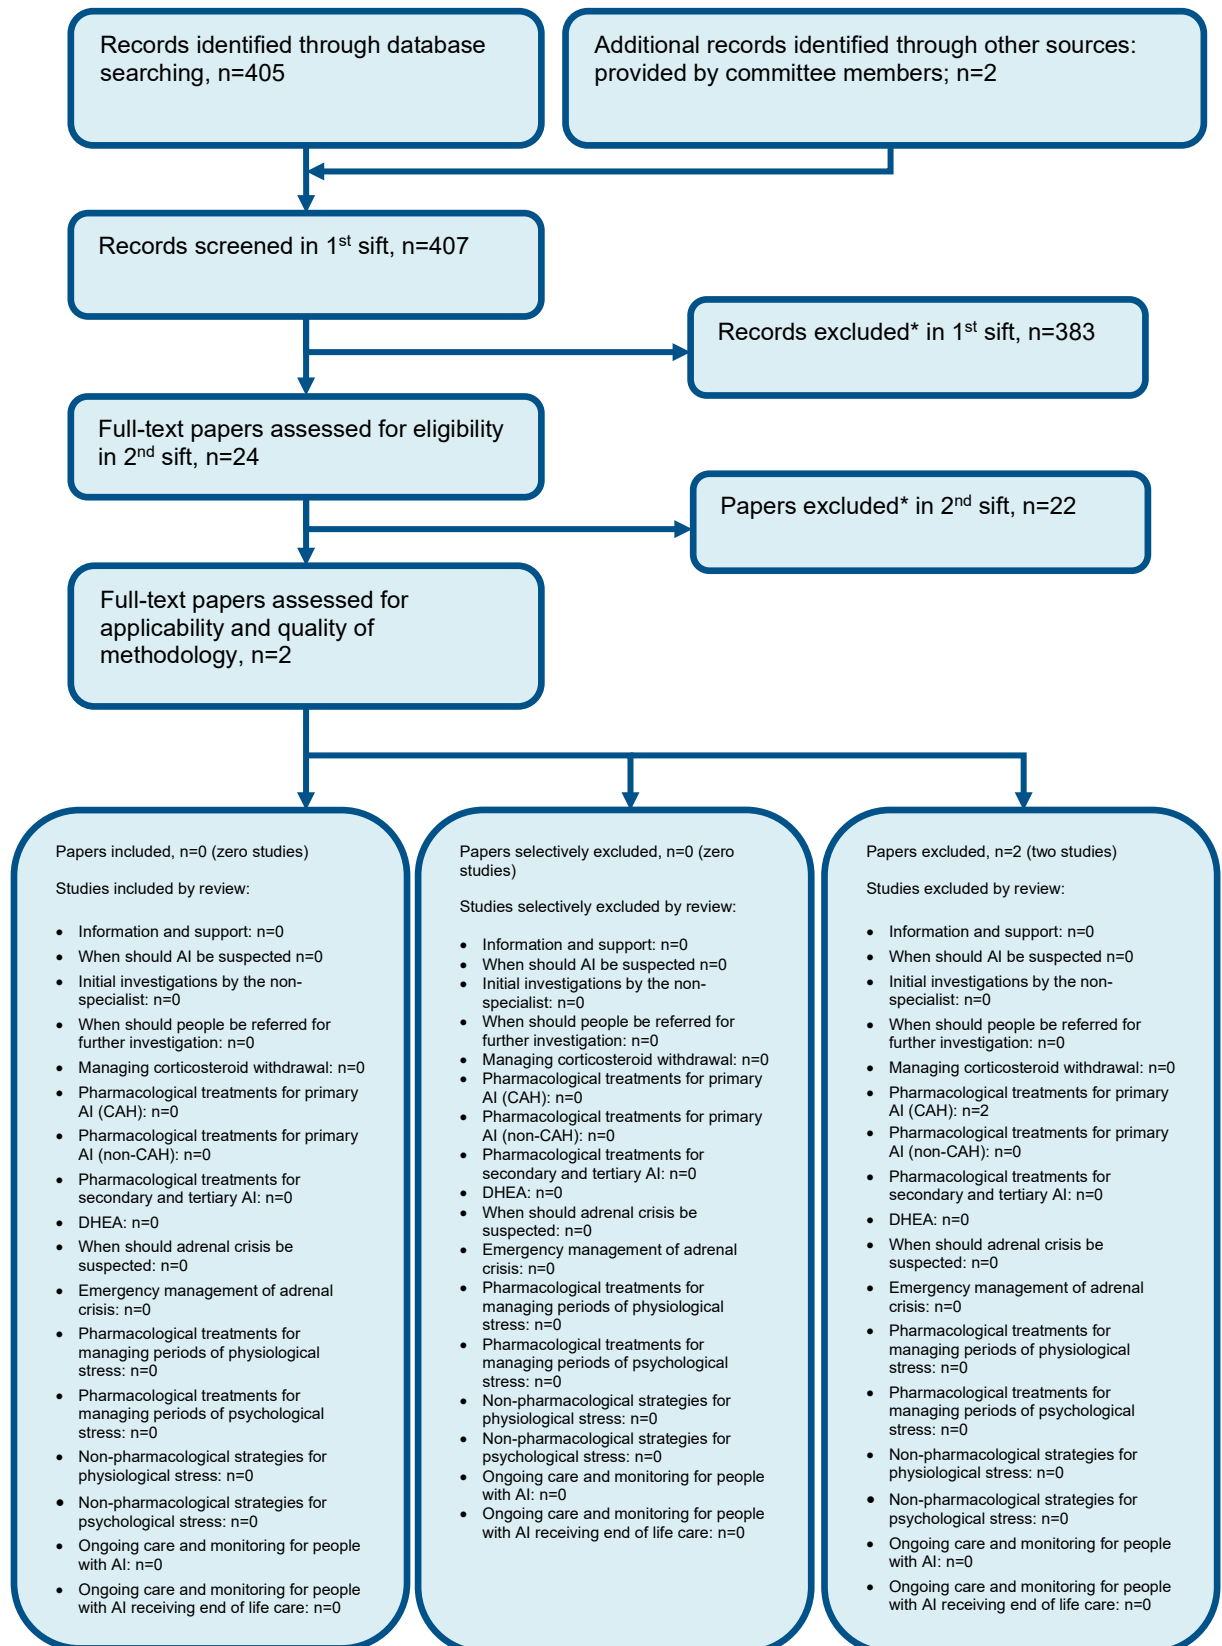 Records identified through database
searching, n=405
Additional records identified through other sources:
provided by committee members; n=2
Records screened in 1st sift, n=407
Records excluded* in 1st sift, n=383
Full-text papers assessed for eligibility
in 2nd sift, n=24
Papers excluded* in 2nd sift, n=22
Full-text papers assessed for
applicability and quality of
methodology, n=2
Papers included, n=0 (zero studies)
Studies included by review:
• Information and support: n=0
• When should AI be suspected n=0
• Initial investigations by the non-
specialist: n=0
• When should people be referred for
further investigation: n=0
• Managing corticosteroid withdrawal: n=0
• Pharmacological treatments for primary
AI (CAH): n=0
• Pharmacological treatments for primary
AI (non-CAH): n=0
• Pharmacological treatments for
secondary and tertiary AI: n=0
• DHEA: n=0
• When should adrenal crisis be
suspected: n=0
• Emergency management of adrenal
crisis: n=0
• Pharmacological treatments for
managing periods of physiological
stress: n=0
• Pharmacological treatments for
managing periods of psychological
stress: n=0
• Non-pharmacological strategies for
physiological stress: n=0
• Non-pharmacological strategies for
psychological stress: n=0
• Ongoing care and monitoring for people
with AI: n=0
• Ongoing care and monitoring for people
with AI receiving end of life care: n=0
Papers selectively excluded, n=0 (zero
studies)
Studies selectively excluded by review:
• Information and support: n=0
• When should AI be suspected n=0
• Initial investigations by the non-
specialist: n=0
• When should people be referred for
further investigation: n=0
• Managing corticosteroid withdrawal: n=0
• Pharmacological treatments for primary
AI (CAH): n=0
• Pharmacological treatments for primary
AI (non-CAH): n=0
• Pharmacological treatments for
secondary and tertiary AI: n=0
• DHEA: n=0
• When should adrenal crisis be
suspected: n=0
• Emergency management of adrenal
crisis: n=0
• Pharmacological treatments for
managing periods of physiological
stress: n=0
• Pharmacological treatments for
managing periods of psychological
stress: n=0
• Non-pharmacological strategies for
physiological stress: n=0
• Non-pharmacological strategies for
psychological stress: n=0
• Ongoing care and monitoring for people
with AI: n=0
• Ongoing care and monitoring for people
with AI receiving end of life care: n=0
Papers excluded, n=2 (two studies)
Studies excluded by review:
• Information and support: n=0
• When should AI be suspected n=0
• Initial investigations by the non-
specialist: n=0
• When should people be referred for
further investigation: n=0
• Managing corticosteroid withdrawal: n=0
• Pharmacological treatments for primary
AI (CAH): n=2
• Pharmacological treatments for primary
AI (non-CAH): n=0
• Pharmacological treatments for
secondary and tertiary AI: n=0
• DHEA: n=0
• When should adrenal crisis be
suspected: n=0
• Emergency management of adrenal
crisis: n=0
• Pharmacological treatments for
managing periods of physiological
stress: n=0
• Pharmacological treatments for
managing periods of psychological
stress: n=0
• Non-pharmacological strategies for
physiological stress: n=0
• Non-pharmacological strategies for
psychological stress: n=0
• Ongoing care and monitoring for people
with AI: n=0
• Ongoing care and monitoring for people
with AI receiving end of life care: n=0